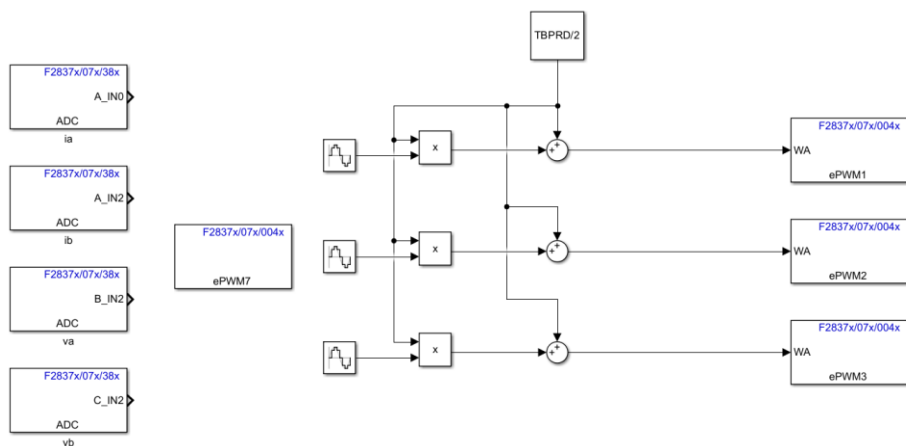 TBPRD/2
F2837x/07x/38x
A_IN0
ADC
ia
F2837x/07x/38x
A_IN2
ADC
ib
F2837x/07x/38x
B_IN2
ADC
va
F2837x/07x/38x
C_IN2
ADC
vb
F2837x/07x/004x
ePWM7
x
+
+
x
+
+
x
+
+
F2837x/07x/004x
WA
ePWM1
F2837x/07x/004x
WA
ePWM2
F2837x/07x/004x
WA
ePWM3